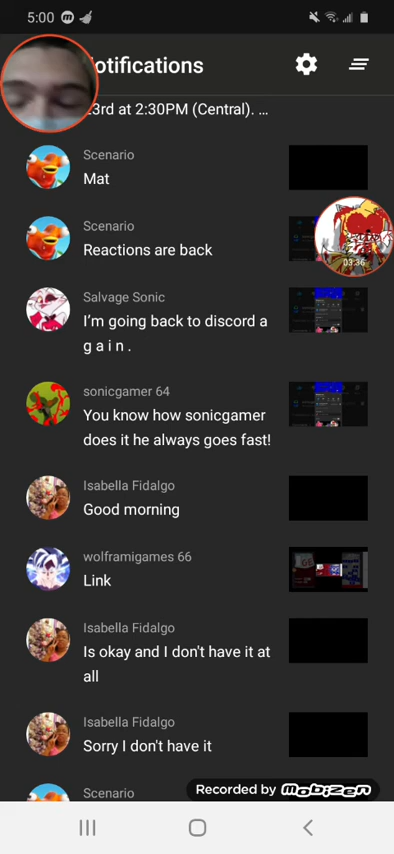 5:00
Notifications
23rd at 2:30PM (Central). ...
Scenario
Mat
Scenario
Reactions are back
03:36
Salvage Sonic
I'm going back to discord a
g a i n .
sonicgamer 64
You know how sonicgamer
does it he always goes fast!
Isabella Fidalgo
Good morning
wolframigames 66
Link
Isabella Fidalgo
Is okay and I don't have it at
all
Isabella Fidalgo
Sorry I don't have it
Scenario
Recorded by Mobizen